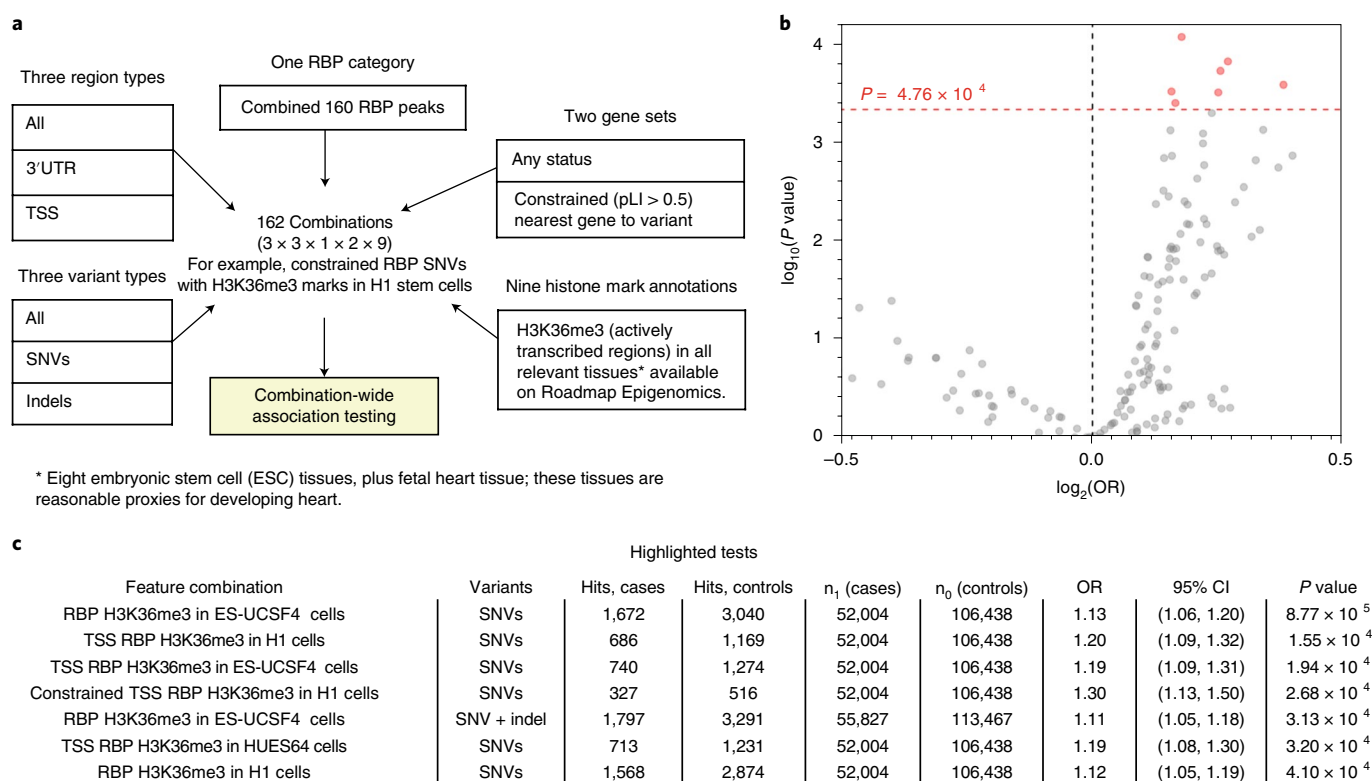 a
Three region types
All
3′UTR
TSS
One RBP category
Combined 160 RBP peaks
Two gene sets
Any status
Constrained (pLI > 0.5)
nearest gene to variant
162 Combinations
(3 × 3 × 1 × 2 × 9)
For example, constrained RBP SNVs
with H3K36me3 marks in H1 stem cells
Three variant types
All
SNVs
Indels
Nine histone mark annotations
H3K36me3 (actively
transcribed regions) in all
relevant tissues* available
on Roadmap Epigenomics.
Combination-wide
association testing
* Eight embryonic stem cell (ESC) tissues, plus fetal heart tissue; these tissues are
reasonable proxies for developing heart.
b
4
3
2
1
0
log10(P value)
P = 4.76 × 10 4
–0.5
0.0
0.5
log2(OR)
c
Highlighted tests
Feature combination Variants Hits, cases Hits, controls n1 (cases) n0 (controls) OR 95% CI P value
RBP H3K36me3 in ES-UCSF4 cells SNVs 1,672 3,040 52,004 106,438 1.13 (1.06, 1.20) 8.77 × 10 5
TSS RBP H3K36me3 in H1 cells SNVs 686 1,169 52,004 106,438 1.20 (1.09, 1.32) 1.55 × 10 4
TSS RBP H3K36me3 in ES-UCSF4 cells SNVs 740 1,274 52,004 106,438 1.19 (1.09, 1.31) 1.94 × 10 4
Constrained TSS RBP H3K36me3 in H1 cells SNVs 327 516 52,004 106,438 1.30 (1.13, 1.50) 2.68 × 10 4
RBP H3K36me3 in ES-UCSF4 cells SNV + indel 1,797 3,291 55,827 113,467 1.11 (1.05, 1.18) 3.13 × 10 4
TSS RBP H3K36me3 in HUES64 cells SNVs 713 1,231 52,004 106,438 1.19 (1.08, 1.30) 3.20 × 10 4
RBP H3K36me3 in H1 cells SNVs 1,568 2,874 52,004 106,438 1.12 (1.05, 1.19) 4.10 × 10 4